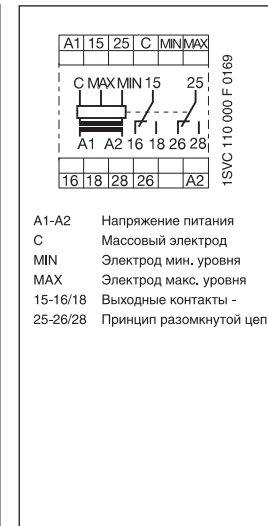 A1 15 25 C MIN MAX
C MAX MIN 15 25
A1 A2 16 18 26 28
16 18 28 26 A2
1SVC 110 000 F 0169
A1-A2 Напряжение питания
C Массовый электрод
MIN Электрод мин. уровня
MAX Электрод макс. уровня
15-16/18 Выходные контакты -
25-26/28 Принцип разомкнутой цеп